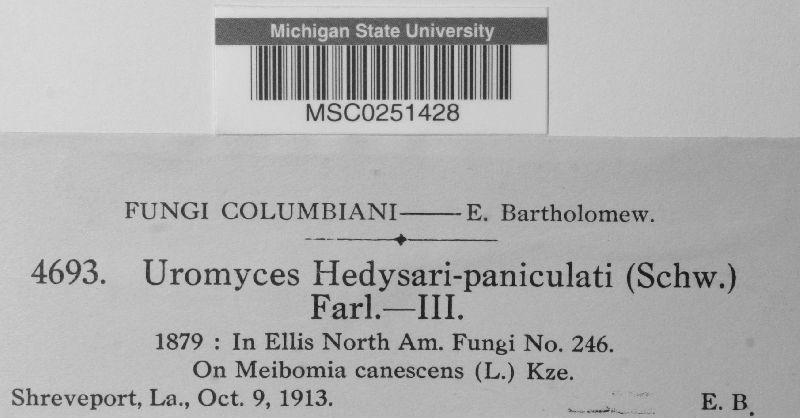 Michigan State University
MSC0251428
FUNGI COLUMBIANI—E. Bartholomew.
4693. Uromyces Hedysari-paniculati (Schw.)
Farl.—III.
1879 : In Ellis North Am. Fungi No. 246.
On Meibomia canescens (L.) Kze.
Shreveport, La., Oct. 9, 1913. E. B.